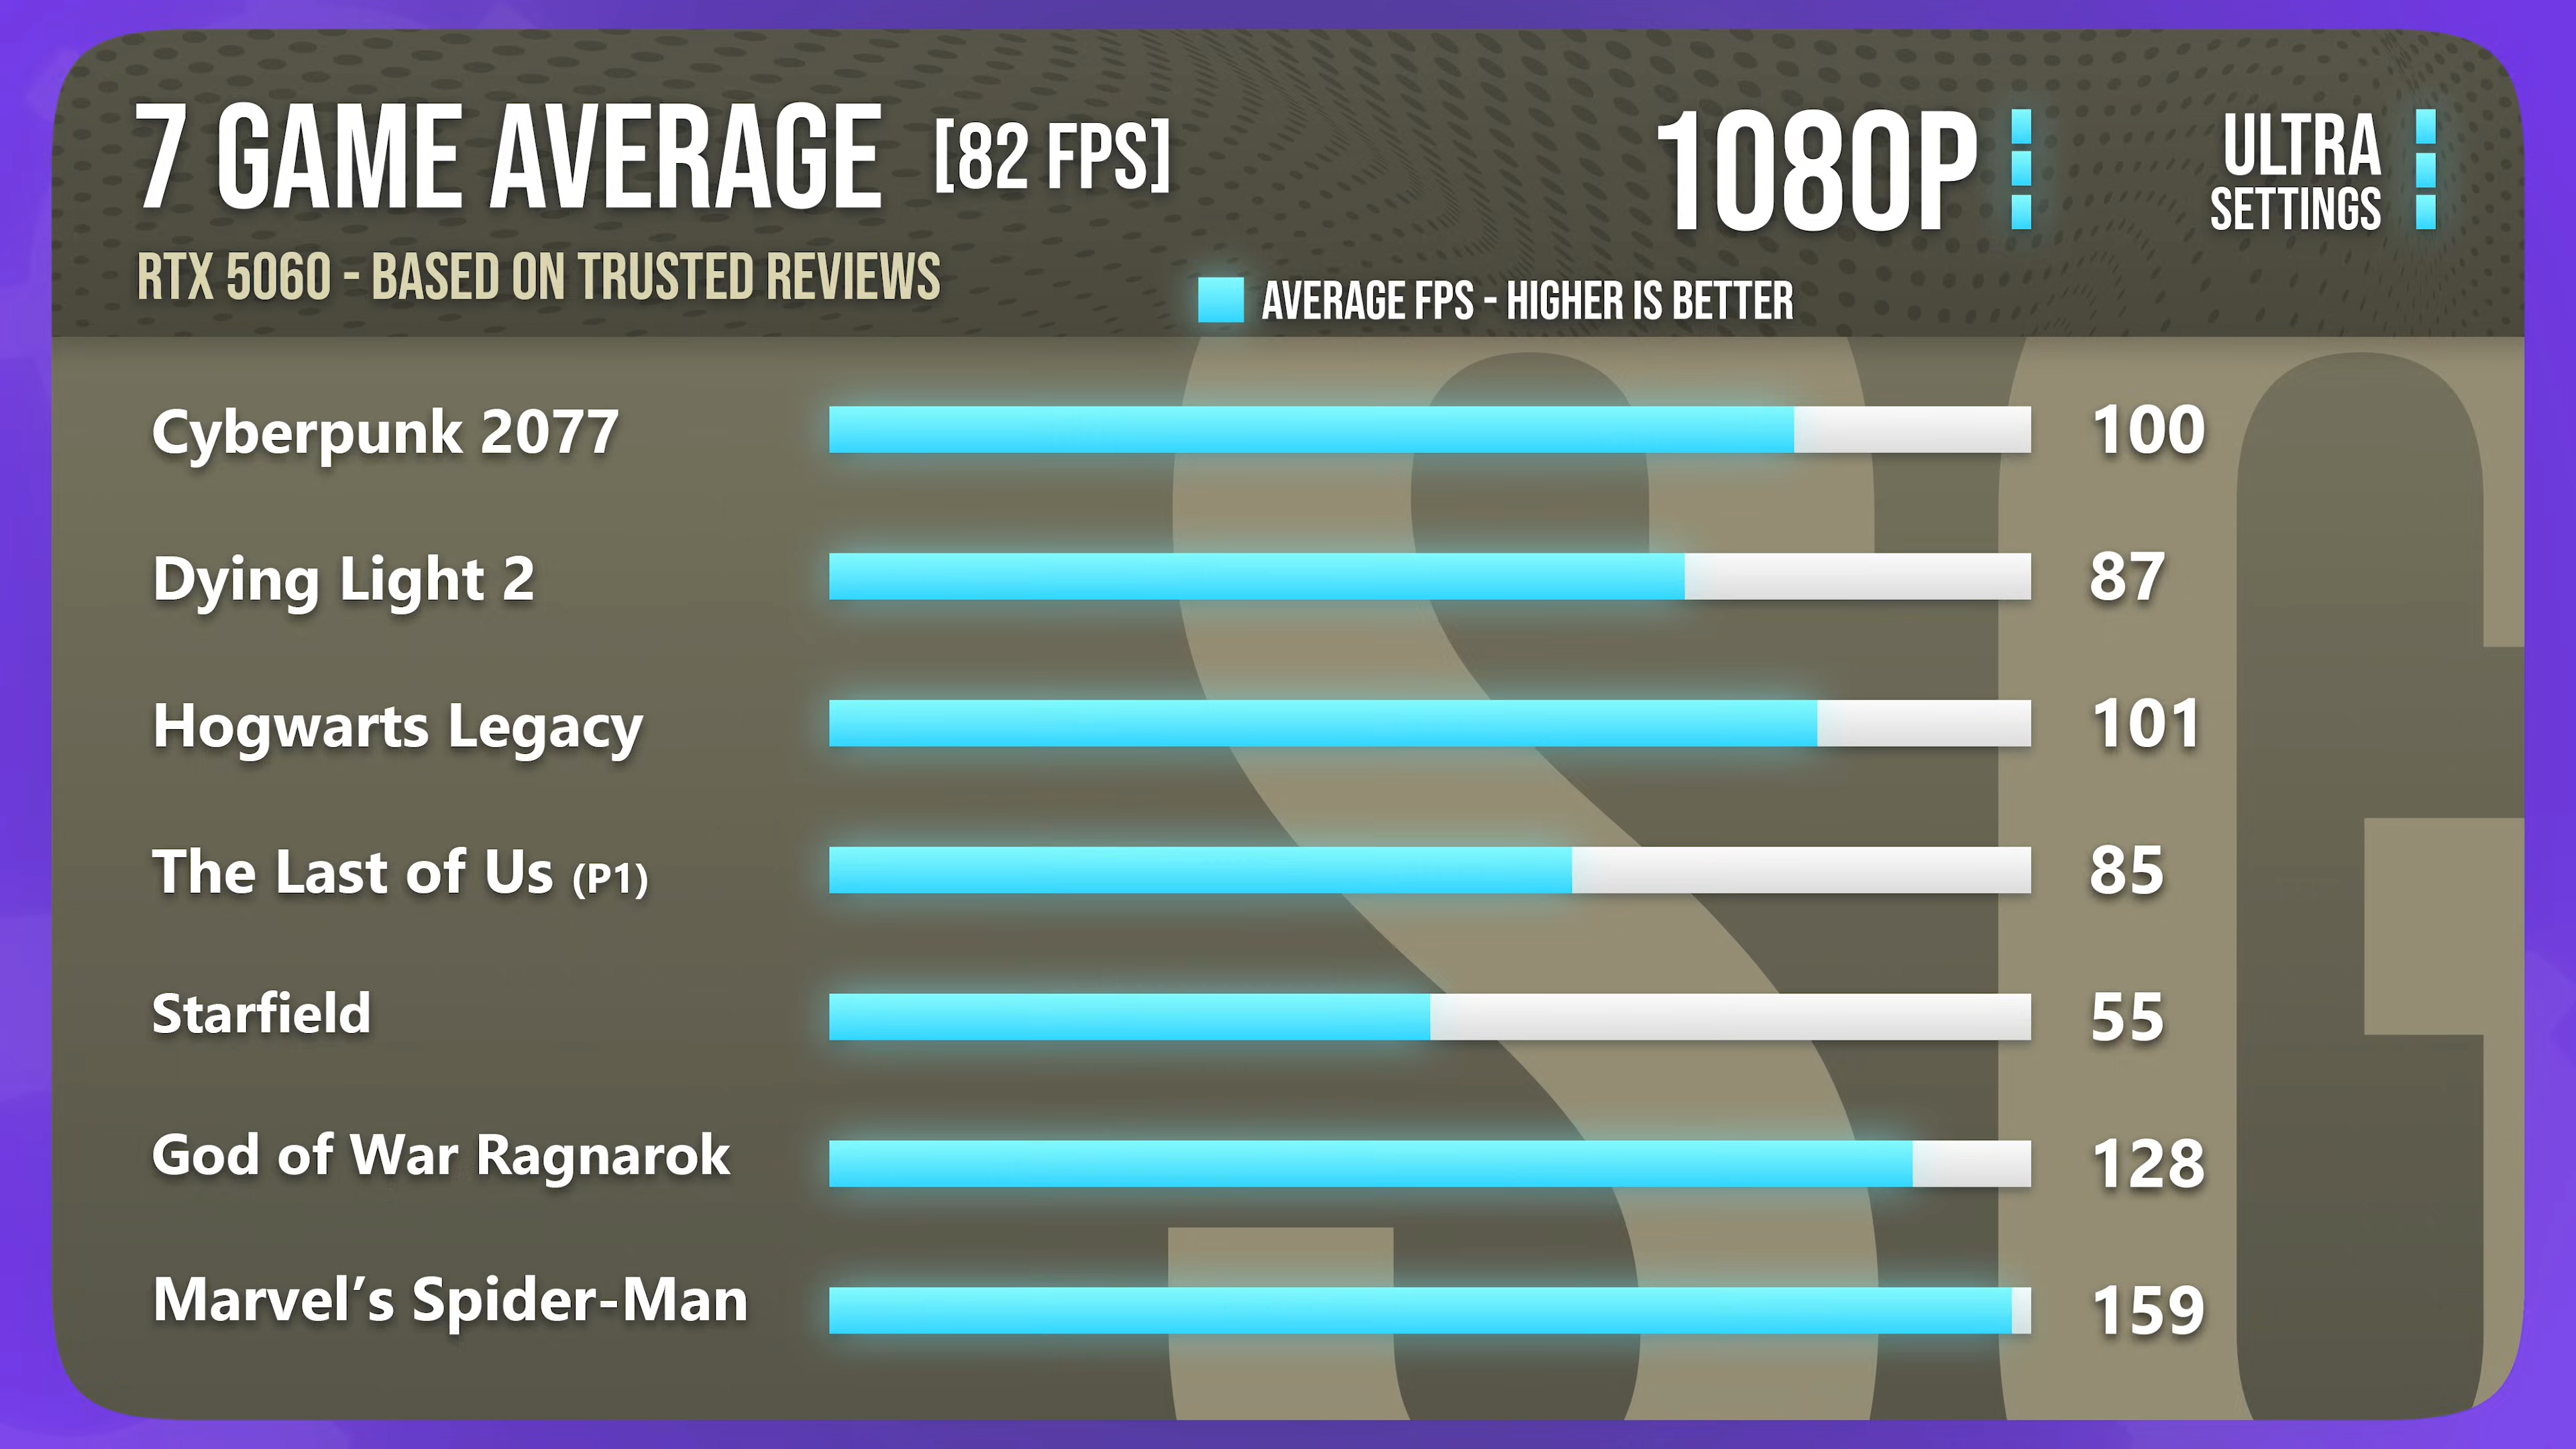 7 GAME AVERAGE [82 FPS]
1080P
ULTRA
SETTINGS
RTX 5060 - BASED ON TRUSTED REVIEWS
AVERAGE FPS - HIGHER IS BETTER
Cyberpunk 2077 100
Dying Light 2 87
Hogwarts Legacy 101
The Last of Us (P1) 85
Starfield 55
God of War Ragnarok 128
Marvel’s Spider-Man 159
SG